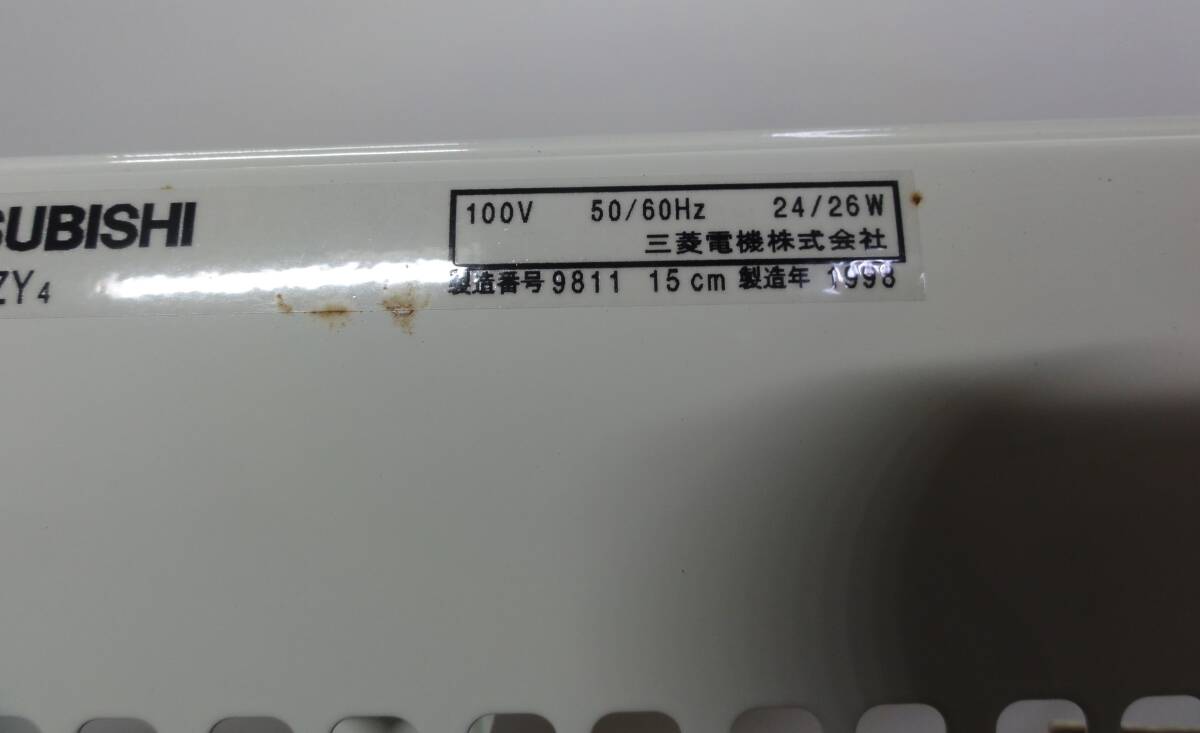 SUBISHI
ZY4
100V 50/60Hz 24/26W
三菱電機株式会社
製造番号 9811 15cm 製造年 1998